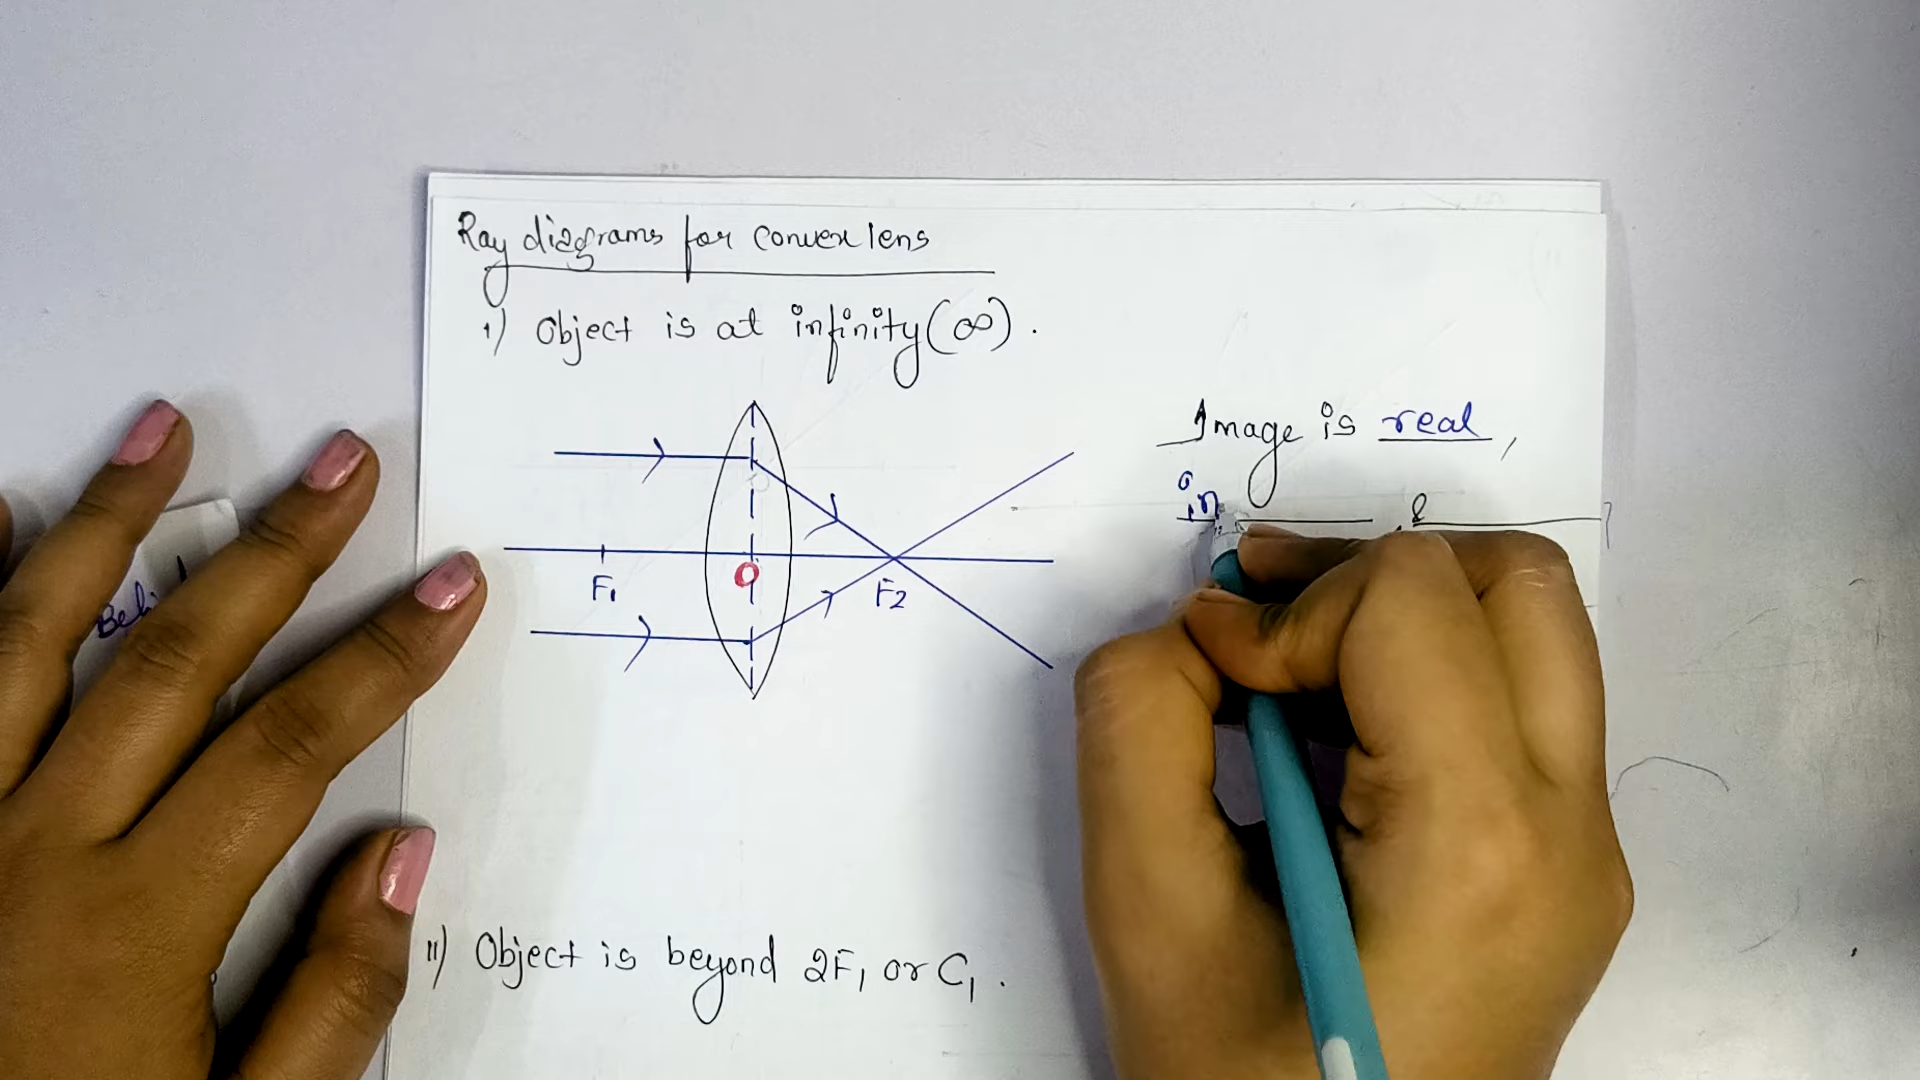 Ray diagrams for convex lens
i) Object is at infinity (∞).
Image is real,
in
&
F₁ O F₂
ii) Object is beyond 2F₁ or C₁.